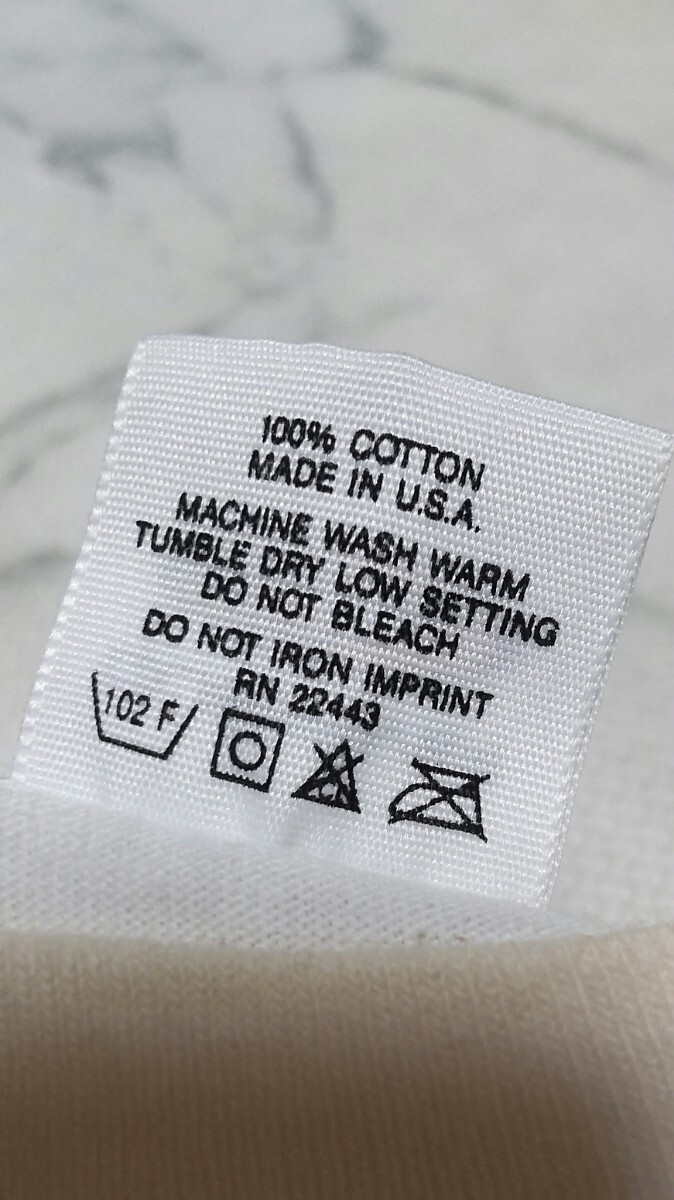 100% COTTON
MADE IN U.S.A.
MACHINE WASH WARM
TUMBLE DRY LOW SETTING
DO NOT BLEACH
DO NOT IRON IMPRINT
RN 22443
102 F